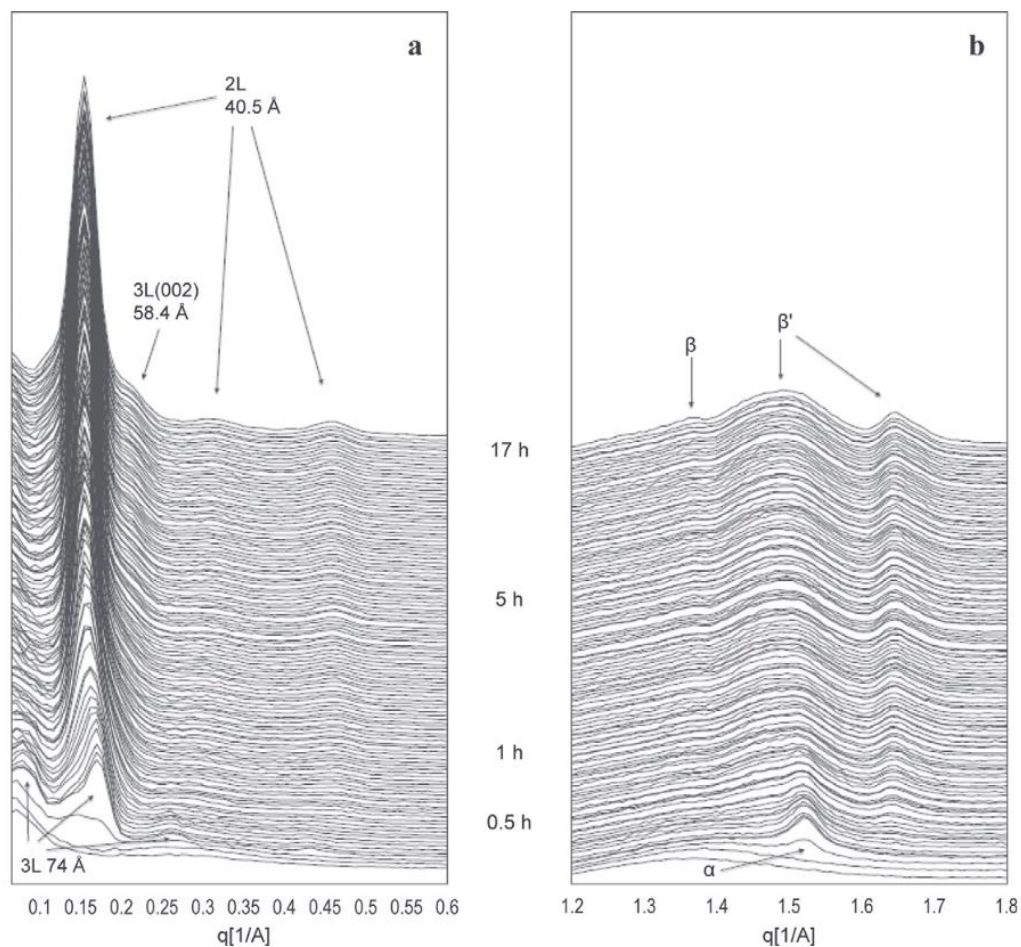 a
2L
40.5 Å
3L(002)
58.4 Å
3L 74 Å
0.1 0.15 0.2 0.25 0.3 0.35 0.4 0.45 0.5 0.55 0.6
q[1/A]
17 h
5 h
1 h
0.5 h
b
β
β'
α
1.2 1.3 1.4 1.5 1.6 1.7 1.8
q[1/A]